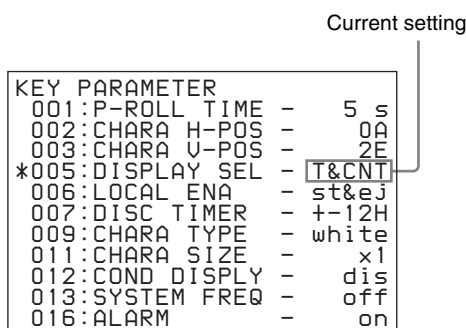 Current setting
KEY PARAMETER
001:P-ROLL TIME - 5 s
002:CHARA H-POS - 0A
003:CHARA V-POS - 2E
*005:DISPLAY SEL - T&CNT
006:LOCAL ENA - st&ej
007:DISC TIMER - +-12H
009:CHARA TYPE - white
011:CHARA SIZE - x1
012:COND DISPLY - dis
013:SYSTEM FREQ - off
016:ALARM - on